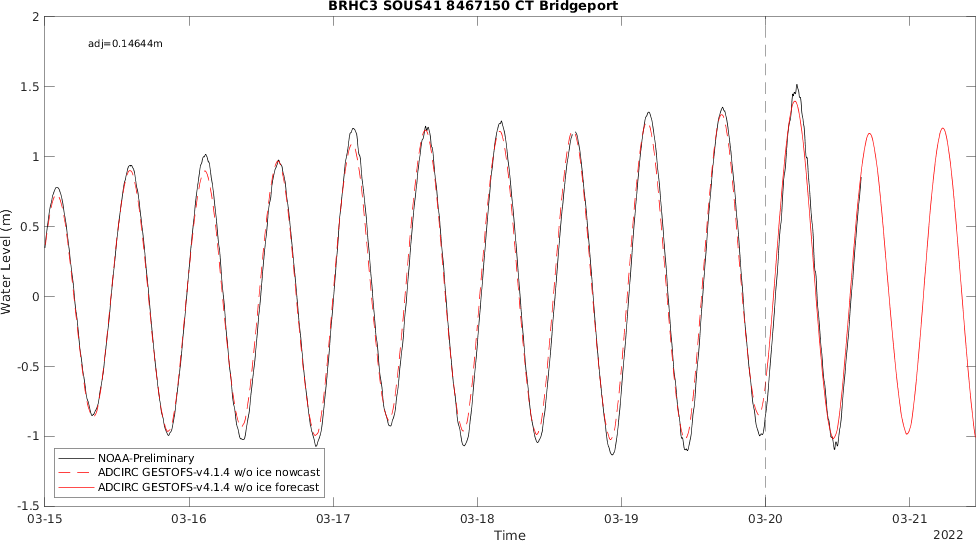 BRHC3 SOUS41 8467150 CT Bridgeport
adj=0.14644m
2
1.5
1
0.5
0
-0.5
-1
-1.5
Water Level (m)
NOAA-Preliminary
ADCIRC GESTOFS-v4.1.4 w/o ice nowcast
ADCIRC GESTOFS-v4.1.4 w/o ice forecast
03-15 03-16 03-17 03-18 03-19 03-20 03-21
Time
2022